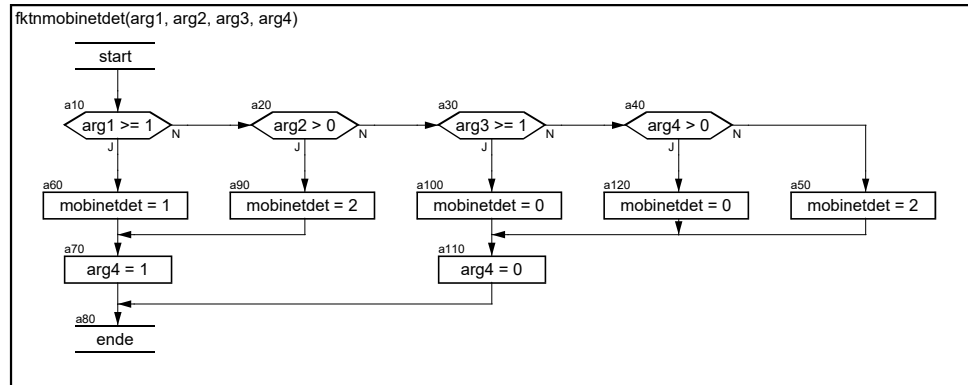 fktnmobinetdet(arg1, arg2, arg3, arg4)
start
a10
arg1 >= 1
N
J
a20
arg2 > 0
N
J
a30
arg3 >= 1
N
J
a40
arg4 > 0
N
J
a60
mobinetdet = 1
a90
mobinetdet = 2
a100
mobinetdet = 0
a120
mobinetdet = 0
a50
mobinetdet = 2
a70
arg4 = 1
a110
arg4 = 0
a80
ende